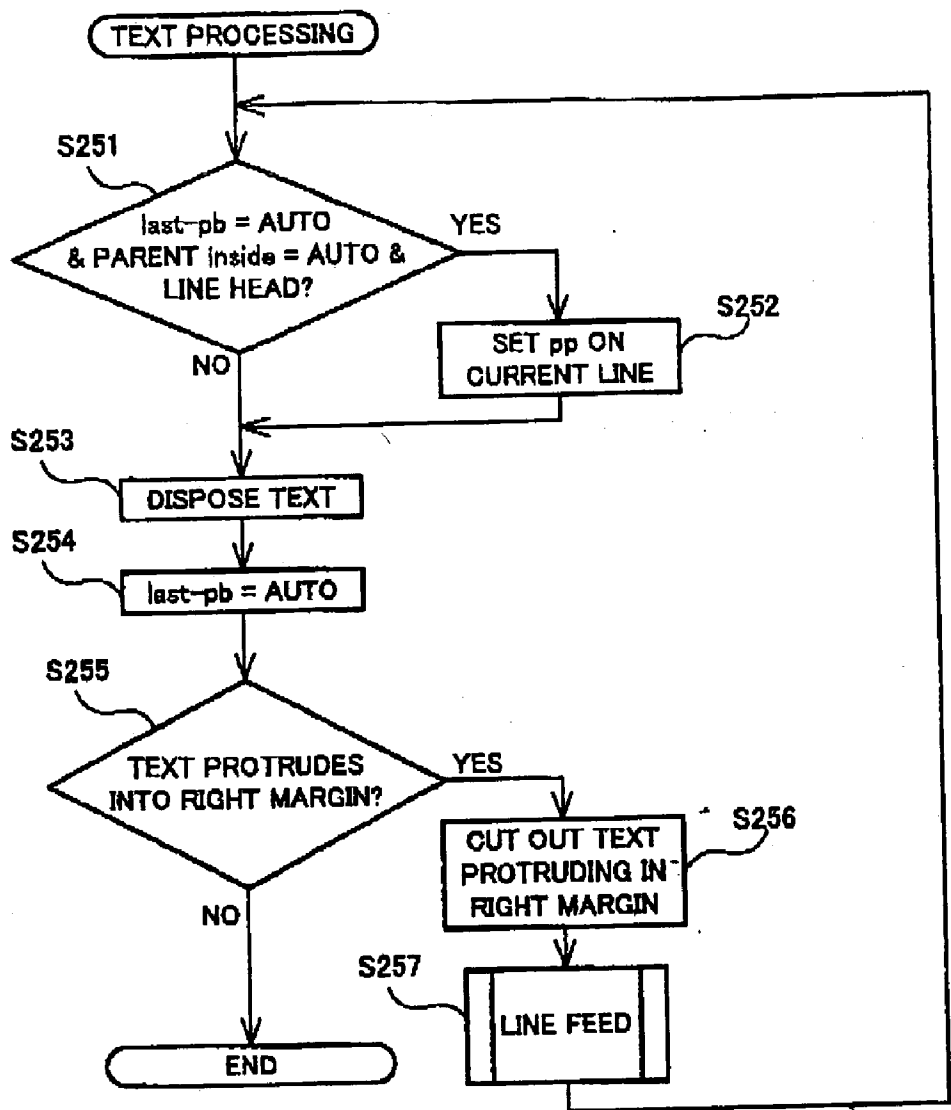 TEXT PROCESSING
S251
last-pb = AUTO
& PARENT inside = AUTO &
LINE HEAD?
YES
NO
S252
SET pp ON
CURRENT LINE
S253
DISPOSE TEXT
S254
last-pb = AUTO
S255
TEXT PROTRUDES
INTO RIGHT MARGIN?
YES
NO
S256
CUT OUT TEXT
PROTRUDING IN
RIGHT MARGIN
S257
LINE FEED
END